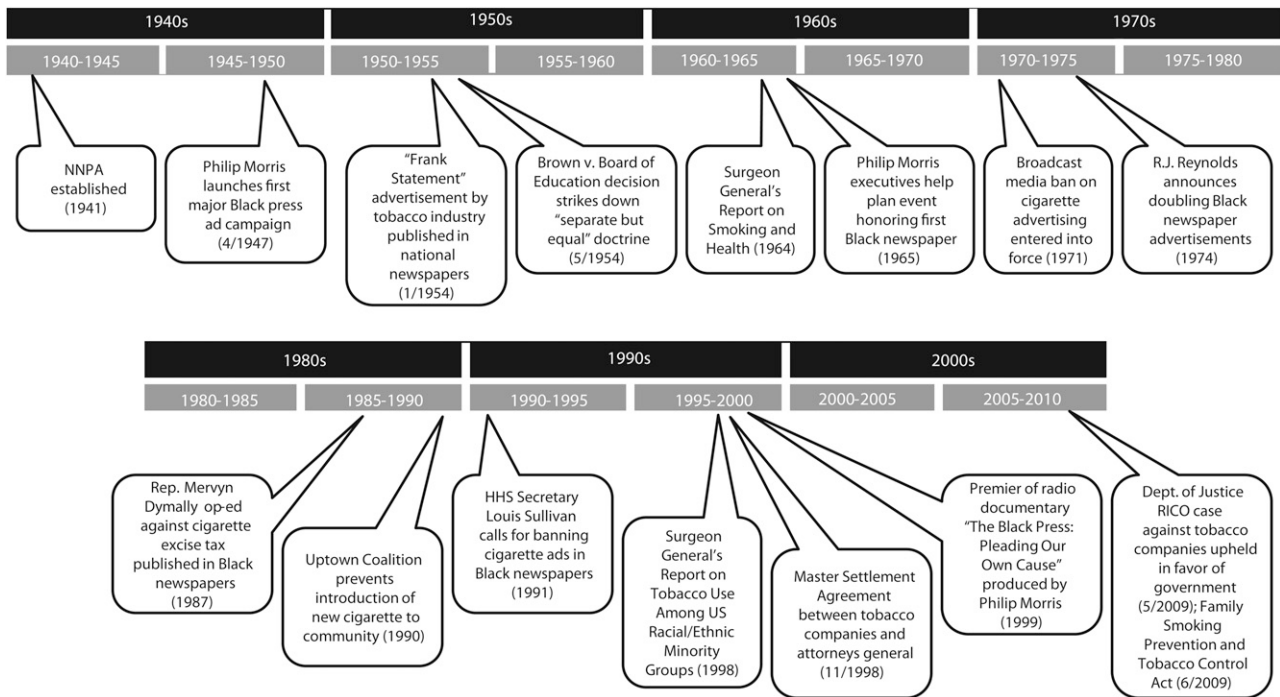 1940s
1950s
1960s
1970s
1940-1945
1945-1950
1950-1955
1955-1960
1960-1965
1965-1970
1970-1975
1975-1980
NNPA
established
(1941)
Philip Morris
launches first
major Black press
ad campaign
(4/1947)
"Frank
Statement"
advertisement by
tobacco industry
published in
national
newspapers
(1/1954)
Brown v. Board of
Education decision
strikes down
"separate but
equal" doctrine
(5/1954)
Surgeon
General's
Report on
Smoking and
Health (1964)
Philip Morris
executives help
plan event
honoring first
Black newspaper
(1965)
Broadcast
media ban on
cigarette
advertising
entered into
force (1971)
R.J. Reynolds
announces
doubling Black
newspaper
advertisements
(1974)
1980s
1990s
2000s
1980-1985
1985-1990
1990-1995
1995-2000
2000-2005
2005-2010
Rep. Mervyn
Dymally op-ed
against cigarette
excise tax
published in Black
newspapers
(1987)
Uptown Coalition
prevents
introduction of
new cigarette to
community (1990)
HHS Secretary
Louis Sullivan
calls for banning
cigarette ads in
Black newspapers
(1991)
Surgeon
General's
Report on
Tobacco Use
Among US
Racial/Ethnic
Minority
Groups (1998)
Master Settlement
Agreement
between tobacco
companies and
attorneys general
(11/1998)
Premier of radio
documentary
"The Black Press:
Pleading Our
Own Cause"
produced by
Philip Morris
(1999)
Dept. of Justice
RICO case
against tobacco
companies upheld
in favor of
government
(5/2009); Family
Smoking
Prevention and
Tobacco Control
Act (6/2009)